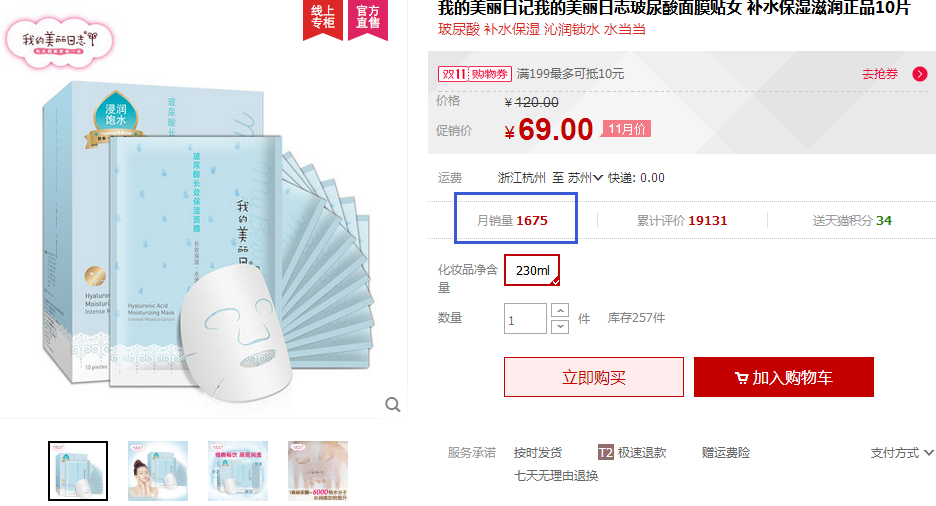 我的美丽日记我的美丽日志玻尿酸面膜贴女 补水保湿滋润正品10片
玻尿酸 补水保湿 沁润锁水 水当当
线上专柜
官方直售
我的美丽日志
浸润饱水
玻尿酸长效保湿面膜
我的美丽日
Hyaluronic Acid
Moisturizing Mask
Intense Moisturisation
10 pieces
双11 购物券 满199最多可抵10元 去抢券
价格 ¥120.00
促销价 ¥69.00 11月价
运费 浙江杭州 至 苏州 快递: 0.00
月销量 1675 累计评价 19131 送天猫积分 34
化妆品净含量 230ml
数量 1 件 库存257件
立即购买 加入购物车
服务承诺 按时发货 T2 极速退款 赠运费险 支付方式
七天无理由退换